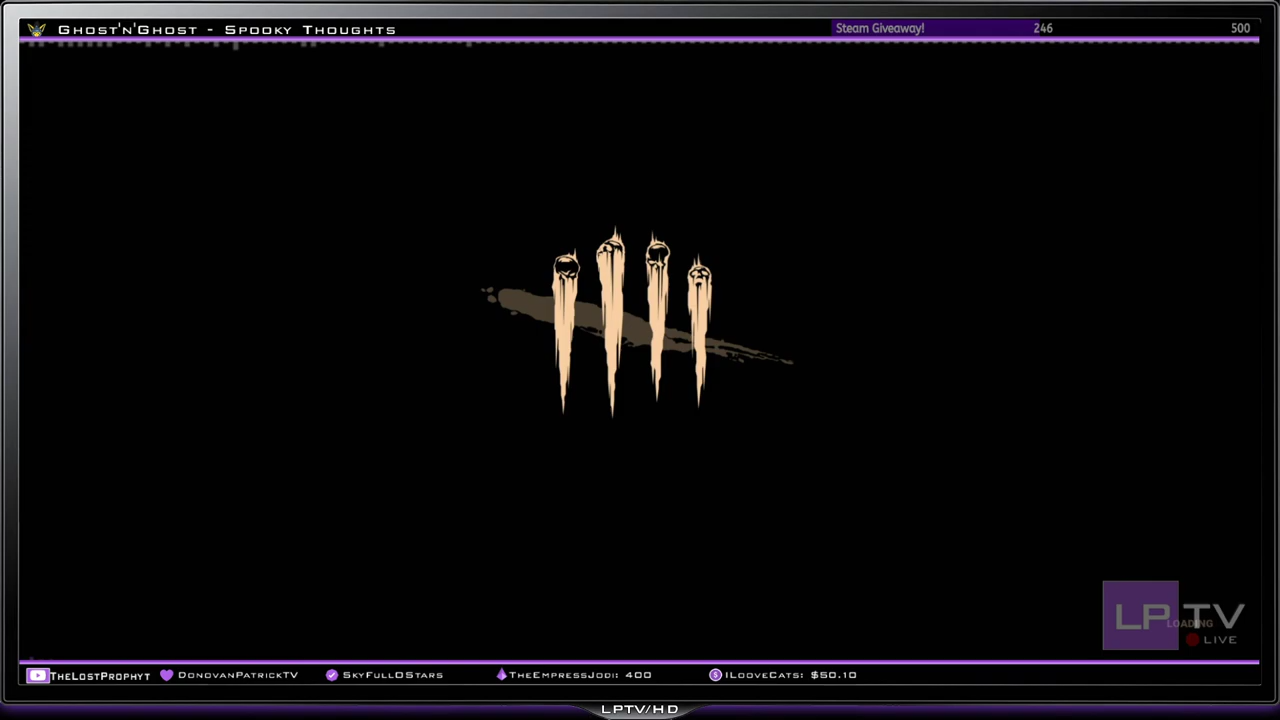 Ghost'n'Ghost - Spooky Thoughts
Steam Giveaway! 246 500
LP TV
LOADING
LIVE
TheLostProphyt DonovanPatrickTV SkyFullOStars TheEmpressJodi: 400 ILooveCats: $50.10
LPTV/HD